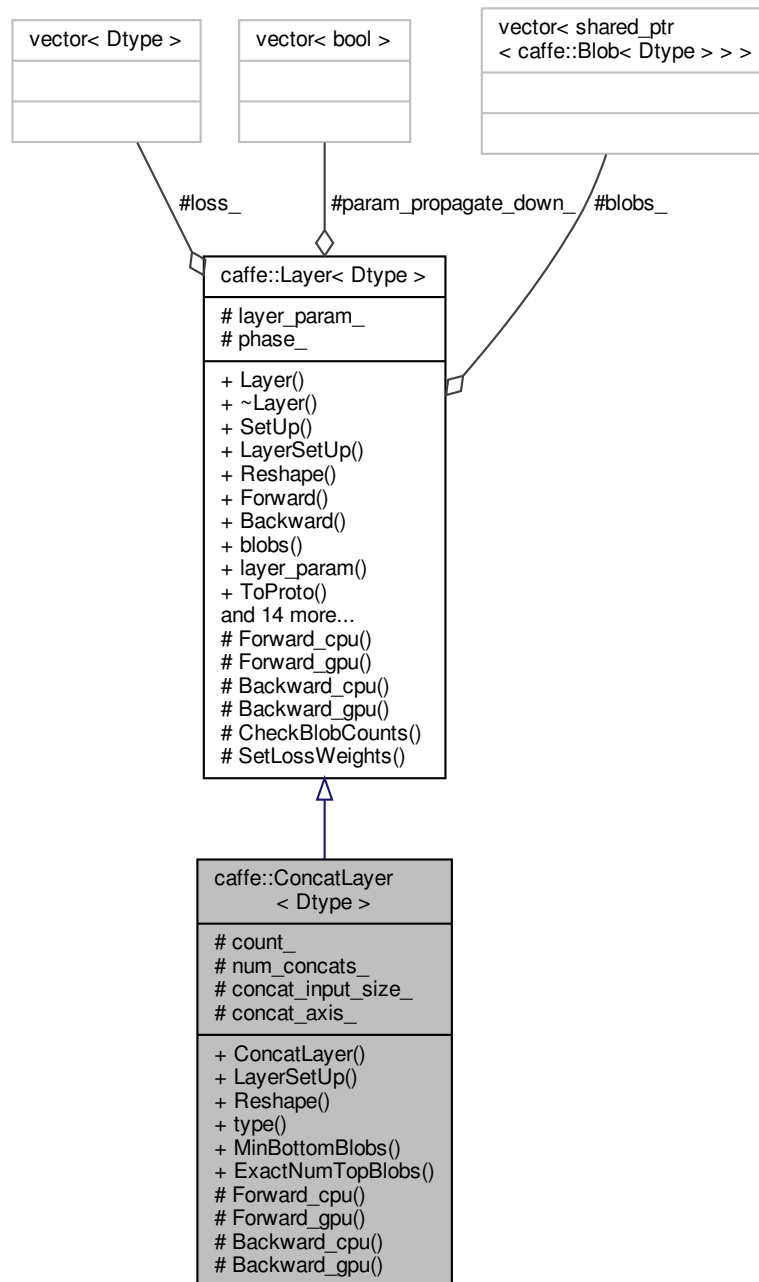 vector< Dtype >
vector< bool >
vector< shared_ptr
< caffe::Blob< Dtype > > >
#loss_
#param_propagate_down_
#blobs_
caffe::Layer< Dtype >
# layer_param_
# phase_
+ Layer()
+ ~Layer()
+ SetUp()
+ LayerSetUp()
+ Reshape()
+ Forward()
+ Backward()
+ blobs()
+ layer_param()
+ ToProto()
and 14 more...
# Forward_cpu()
# Forward_gpu()
# Backward_cpu()
# Backward_gpu()
# CheckBlobCounts()
# SetLossWeights()
caffe::ConcatLayer
< Dtype >
# count_
# num_concats_
# concat_input_size_
# concat_axis_
+ ConcatLayer()
+ LayerSetUp()
+ Reshape()
+ type()
+ MinBottomBlobs()
+ ExactNumTopBlobs()
# Forward_cpu()
# Forward_gpu()
# Backward_cpu()
# Backward_gpu()